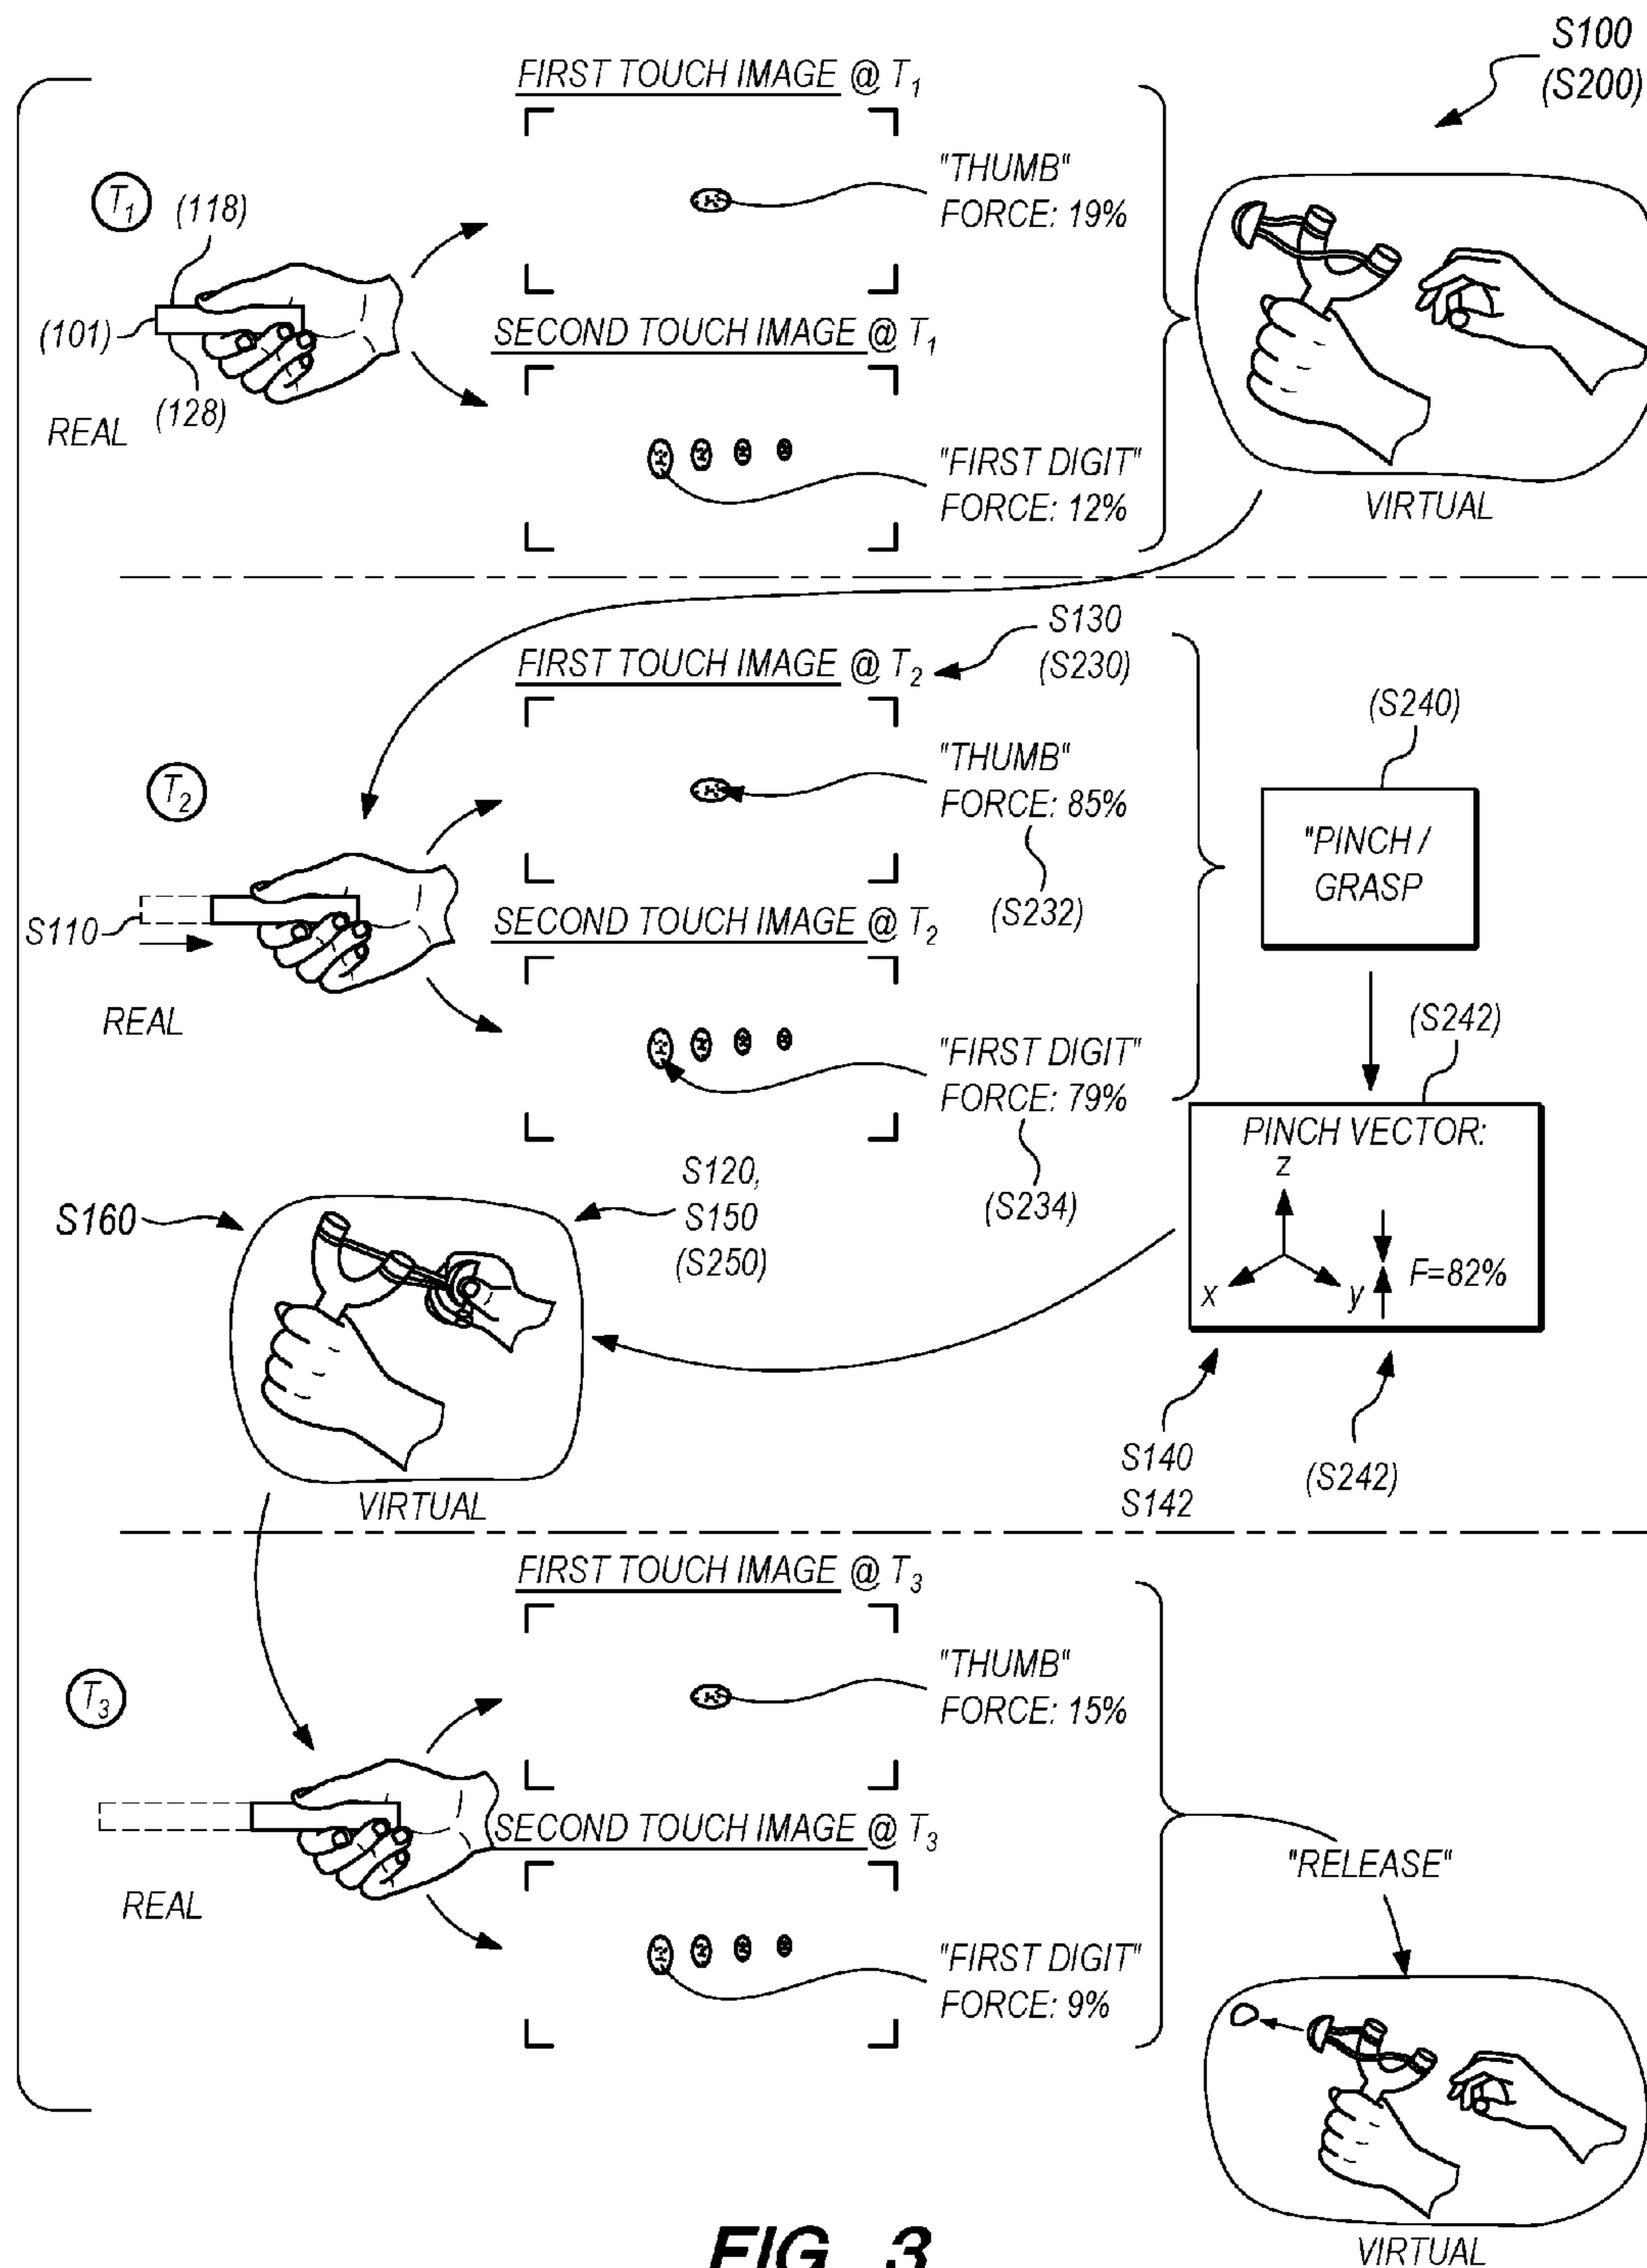 S100
(S200)
FIRST TOUCH IMAGE @ T1
T1
(118)
(101)
(128)
REAL
"THUMB"
FORCE: 19%
SECOND TOUCH IMAGE @ T1
"FIRST DIGIT"
FORCE: 12%
VIRTUAL
S130
(S230)
FIRST TOUCH IMAGE @ T2
T2
S110
REAL
"THUMB"
FORCE: 85%
(S232)
SECOND TOUCH IMAGE @ T2
"FIRST DIGIT"
FORCE: 79%
(S234)
(S240)
"PINCH /
GRASP
(S242)
PINCH VECTOR:
z
x
y
F=82%
S140
S142
(S242)
S160
S120,
S150
(S250)
VIRTUAL
FIRST TOUCH IMAGE @ T3
T3
REAL
"THUMB"
FORCE: 15%
SECOND TOUCH IMAGE @ T3
"FIRST DIGIT"
FORCE: 9%
"RELEASE"
VIRTUAL
FIG. 3